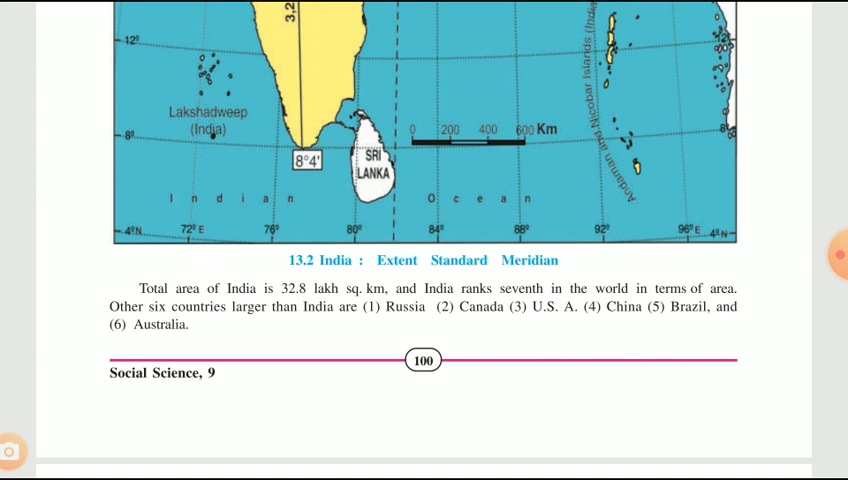 3,2
12°
12°
Andaman and Nicobar Islands (India
Lakshadweep
(India)
0 200 400 600 Km
8°
8°
8°4'
SRI
LANKA
I n d i a n O c e a n
4°N 72° E 76° 80° 84° 88° 92° 96° E 4° N
13.2 India : Extent Standard Meridian
Total area of India is 32.8 lakh sq. km, and India ranks seventh in the world in terms of area.
Other six countries larger than India are (1) Russia (2) Canada (3) U.S. A. (4) China (5) Brazil, and
(6) Australia.
100
Social Science, 9